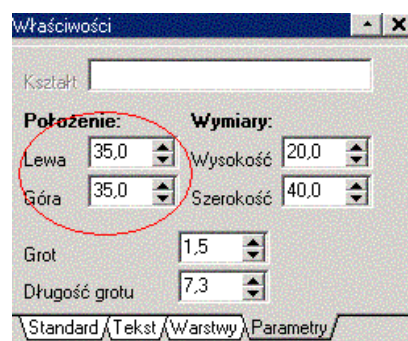 Właściwości
Kształt
Położenie: Wymiary:
Lewa 35,0 Wysokość 20,0
Góra 35,0 Szerokość 40,0
Grot 1,5
Długość grotu 7,3
Standard Tekst Warstwy Parametry